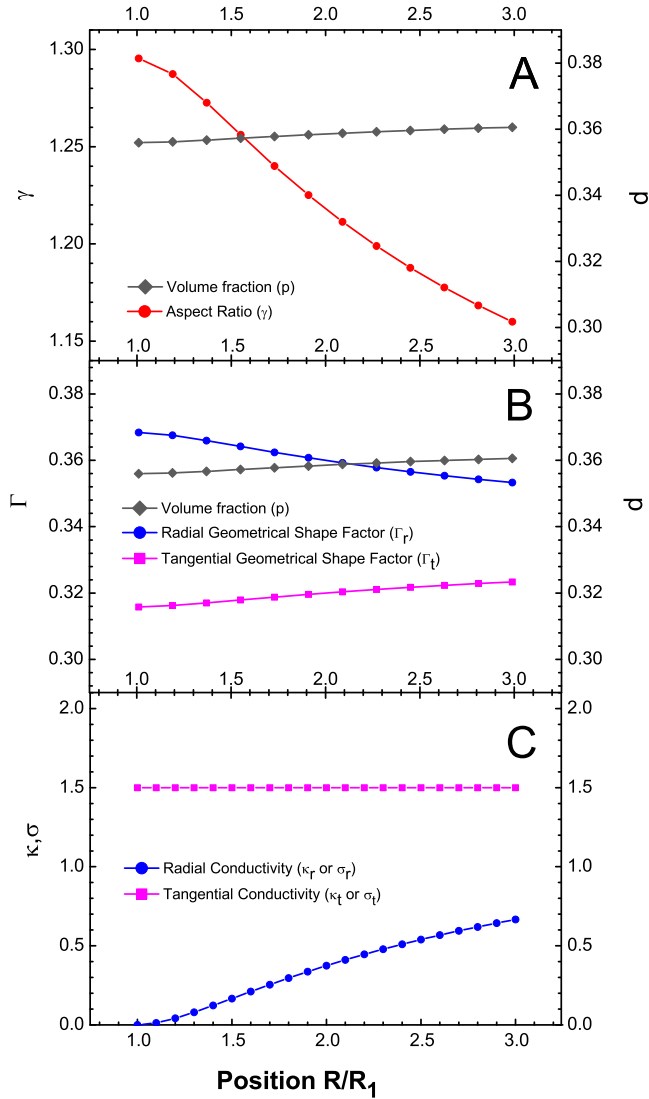 1.0 1.5 2.0 2.5 3.0
1.30
1.25
1.20
1.15
γ
0.38
0.36
0.34
0.32
0.30
p
A
Volume fraction (p)
Aspect Ratio (γ)
1.0 1.5 2.0 2.5 3.0
0.38
0.36
0.34
0.32
0.30
Γ
0.38
0.36
0.34
0.32
0.30
p
B
Volume fraction (p)
Radial Geometrical Shape Factor (Γr)
Tangential Geometrical Shape Factor (Γt)
1.0 1.5 2.0 2.5 3.0
2.0
1.5
1.0
0.5
0.0
κ,σ
2.0
1.5
1.0
0.5
0.0
C
Radial Conductivity (κr or σr)
Tangential Conductivity (κt or σt)
1.0 1.5 2.0 2.5 3.0
Position R/R1